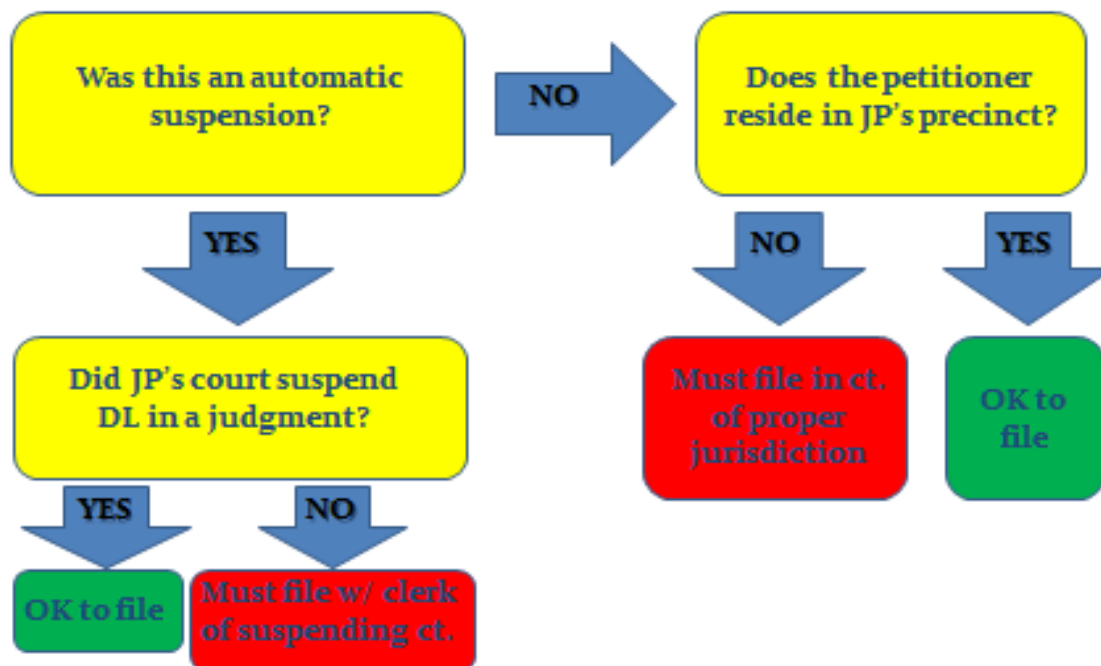 Was this an automatic
suspension?
NO
Does the petitioner
reside in JP's precinct?
YES
NO
YES
Did JP's court suspend
DL in a judgment?
Must file in ct.
of proper
jurisdiction
OK to
file
YES
NO
OK to file
Must file w/ clerk
of suspending ct.